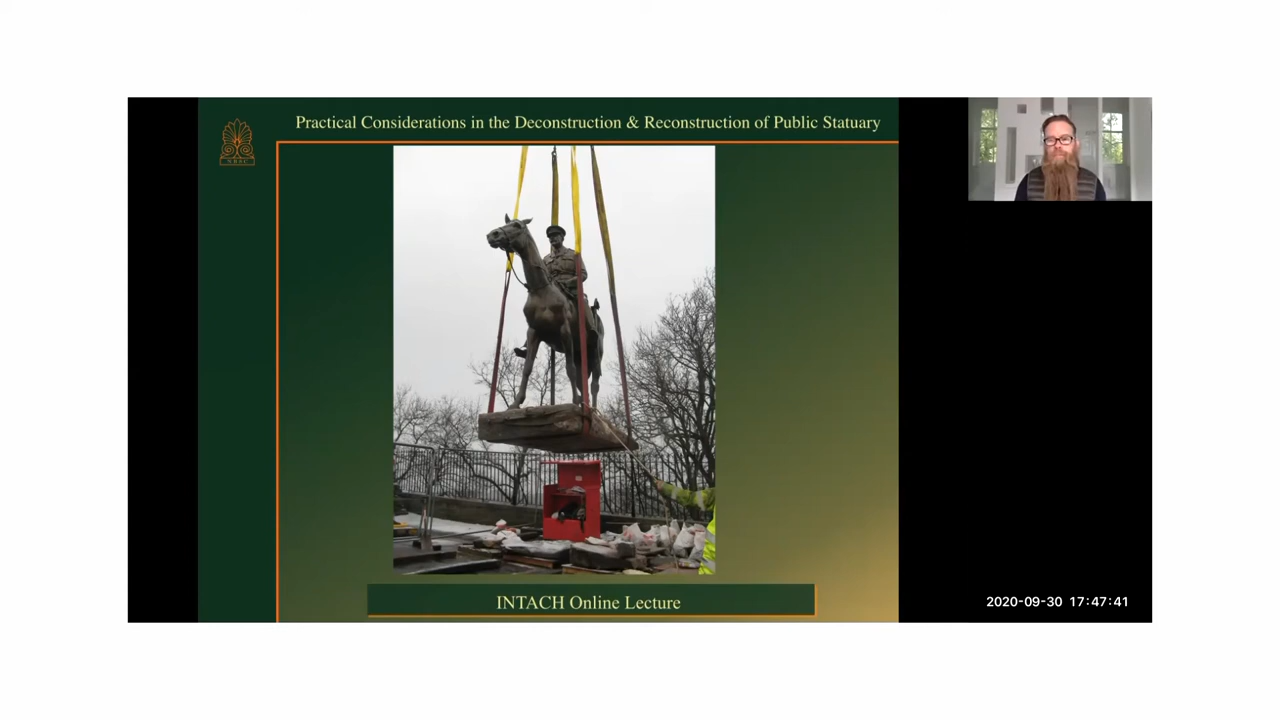 Practical Considerations in the Deconstruction & Reconstruction of Public Statuary
INTACH Online Lecture
2020-09-30 17:47:41